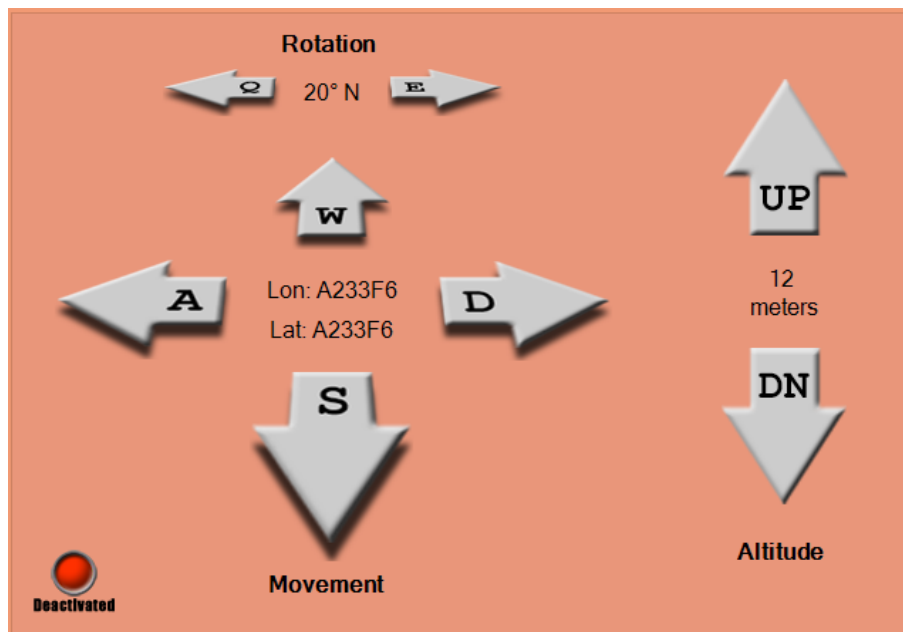 Rotation
Q 20° N E
W
UP
A Lon: A233F6 D
Lat: A233F6
12
meters
S
DN
Altitude
Deactivated
Movement